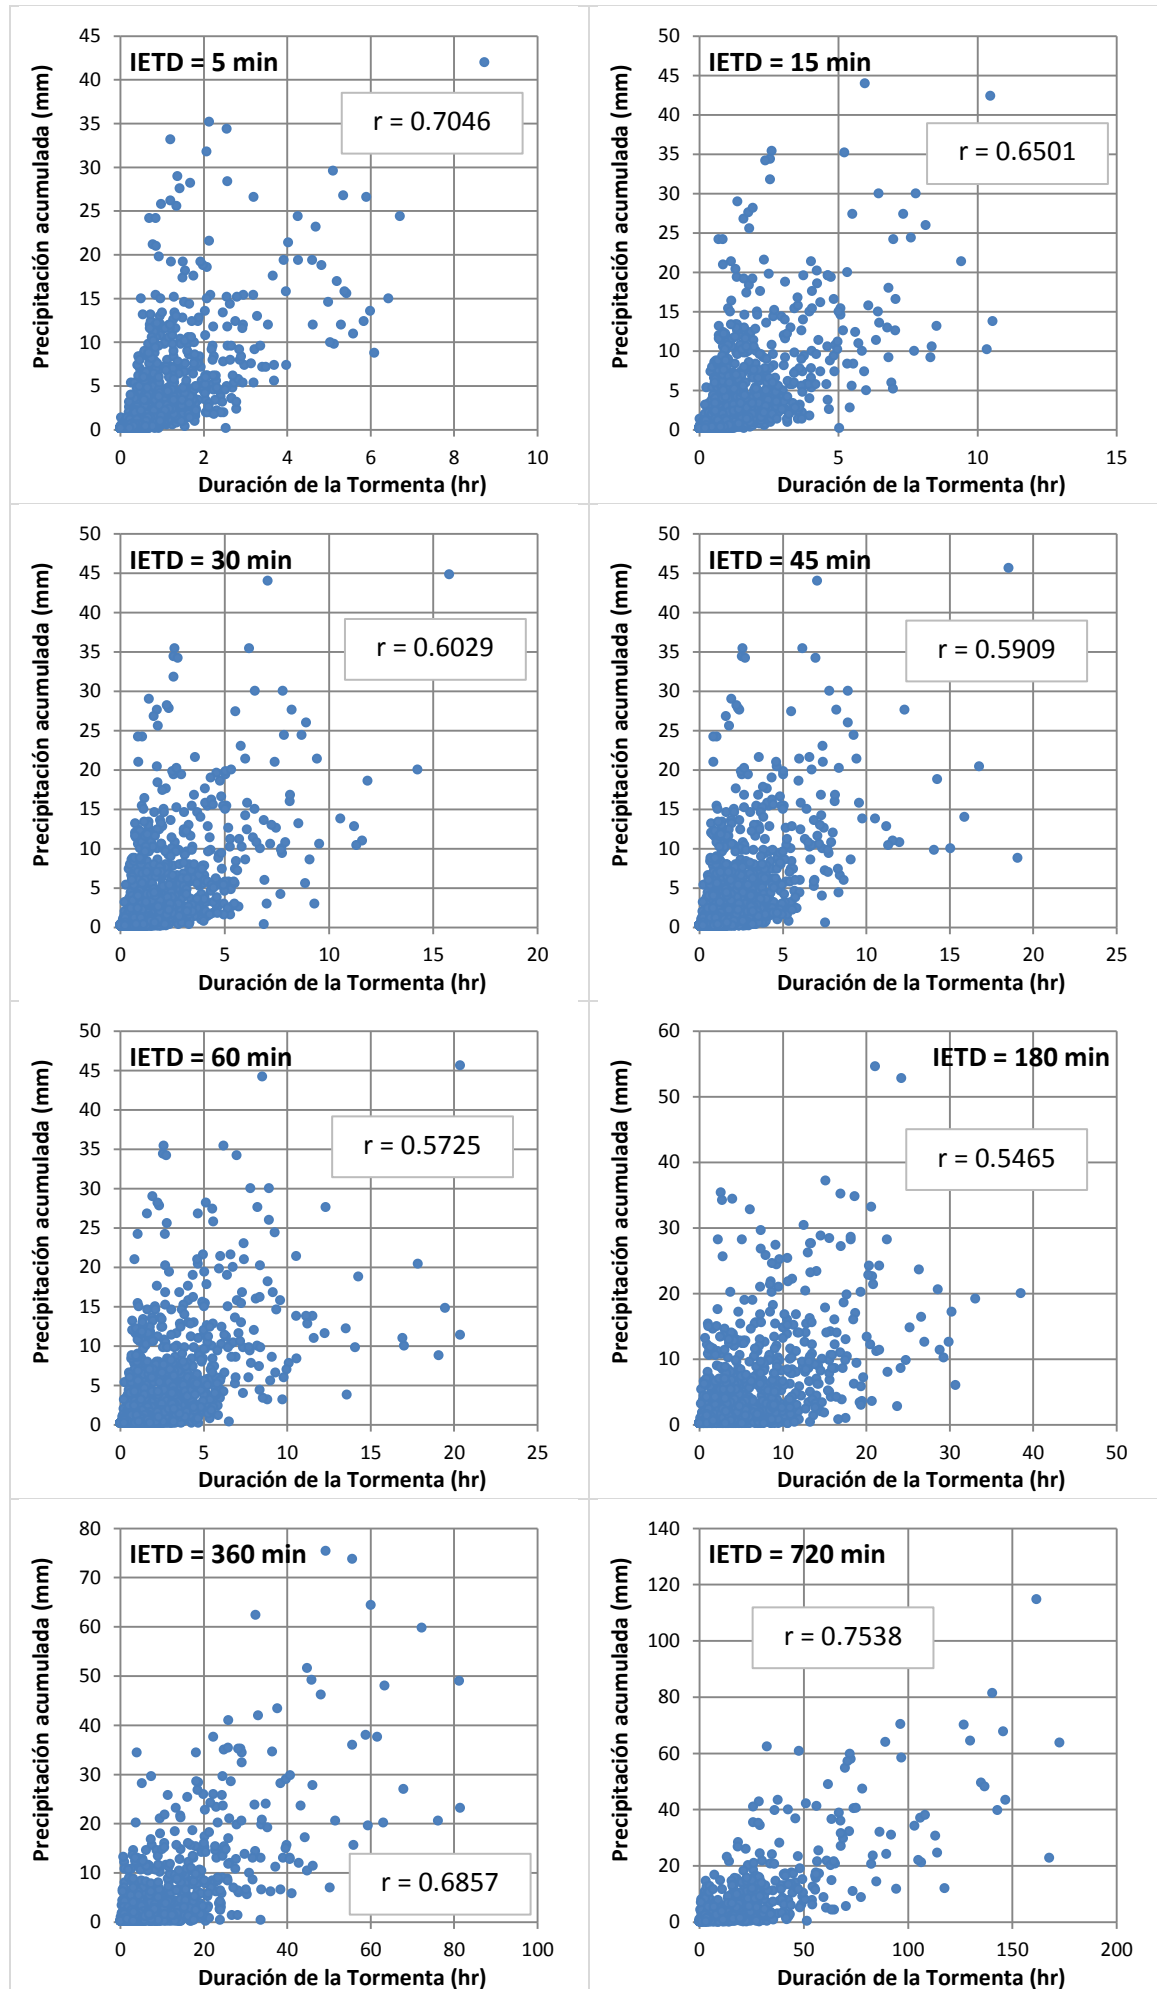 IETD = 5 min
r = 0.7046
Precipitación acumulada (mm)
45
40
35
30
25
20
15
10
5
0
0 2 4 6 8 10
Duración de la Tormenta (hr)
IETD = 15 min
r = 0.6501
Precipitación acumulada (mm)
50
45
40
35
30
25
20
15
10
5
0
0 5 10 15
Duración de la Tormenta (hr)
IETD = 30 min
r = 0.6029
Precipitación acumulada (mm)
50
45
40
35
30
25
20
15
10
5
0
0 5 10 15 20
Duración de la Tormenta (hr)
IETD = 45 min
r = 0.5909
Precipitación acumulada (mm)
50
45
40
35
30
25
20
15
10
5
0
0 5 10 15 20 25
Duración de la Tormenta (hr)
IETD = 60 min
r = 0.5725
Precipitación acumulada (mm)
50
45
40
35
30
25
20
15
10
5
0
0 5 10 15 20 25
Duración de la Tormenta (hr)
IETD = 180 min
r = 0.5465
Precipitación acumulada (mm)
60
50
40
30
20
10
0
0 10 20 30 40 50
Duración de la Tormenta (hr)
IETD = 360 min
r = 0.6857
Precipitación acumulada (mm)
80
70
60
50
40
30
20
10
0
0 20 40 60 80 100
Duración de la Tormenta (hr)
IETD = 720 min
r = 0.7538
Precipitación acumulada (mm)
140
120
100
80
60
40
20
0
0 50 100 150 200
Duración de la Tormenta (hr)